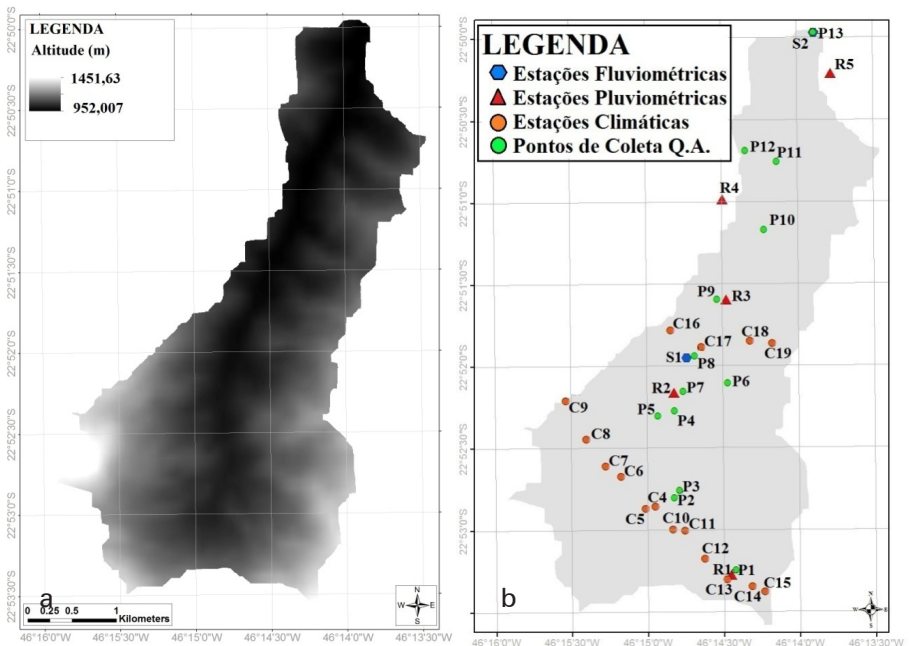 LEGENDA
Altitude (m)
1451,63
952,007
22°50'0"S
22°50'30"S
22°51'0"S
22°51'30"S
22°52'0"S
22°52'30"S
22°53'0"S
22°53'30"S
a
0 0.25 0.5 1
Kilometers
N
W E
S
46°16'0"W 46°15'30"W 46°15'0"W 46°14'30"W 46°14'0"W 46°13'30"W
LEGENDA
Estações Fluviométricas
Estações Pluviométricas
Estações Climáticas
Pontos de Coleta Q.A.
22°50'0"S
22°50'30"S
22°51'0"S
22°51'30"S
22°52'0"S
22°52'30"S
22°53'0"S
P13
S2
R5
P12
P11
R4
P10
P9
R3
C16
C17
C18
C19
S1
P8
P6
R2
P7
C9
P5
P4
C8
C7
C6
P3
P2
C4
C5
C10
C11
C12
R1
P1
C13
C14
C15
b
N
W E
S
46°16'0"W 46°15'30"W 46°15'0"W 46°14'30"W 46°14'0"W 46°13'30"W